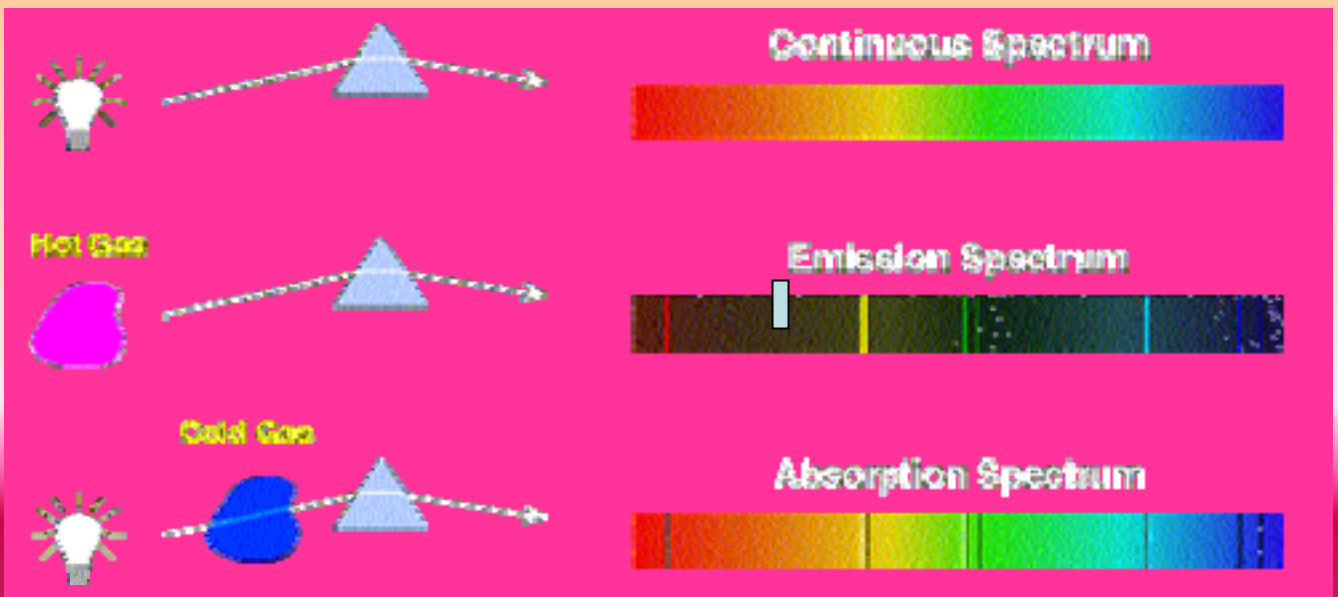 Continuous Spectrum
Hot Gas
Emission Spectrum
Cold Gas
Absorption Spectrum